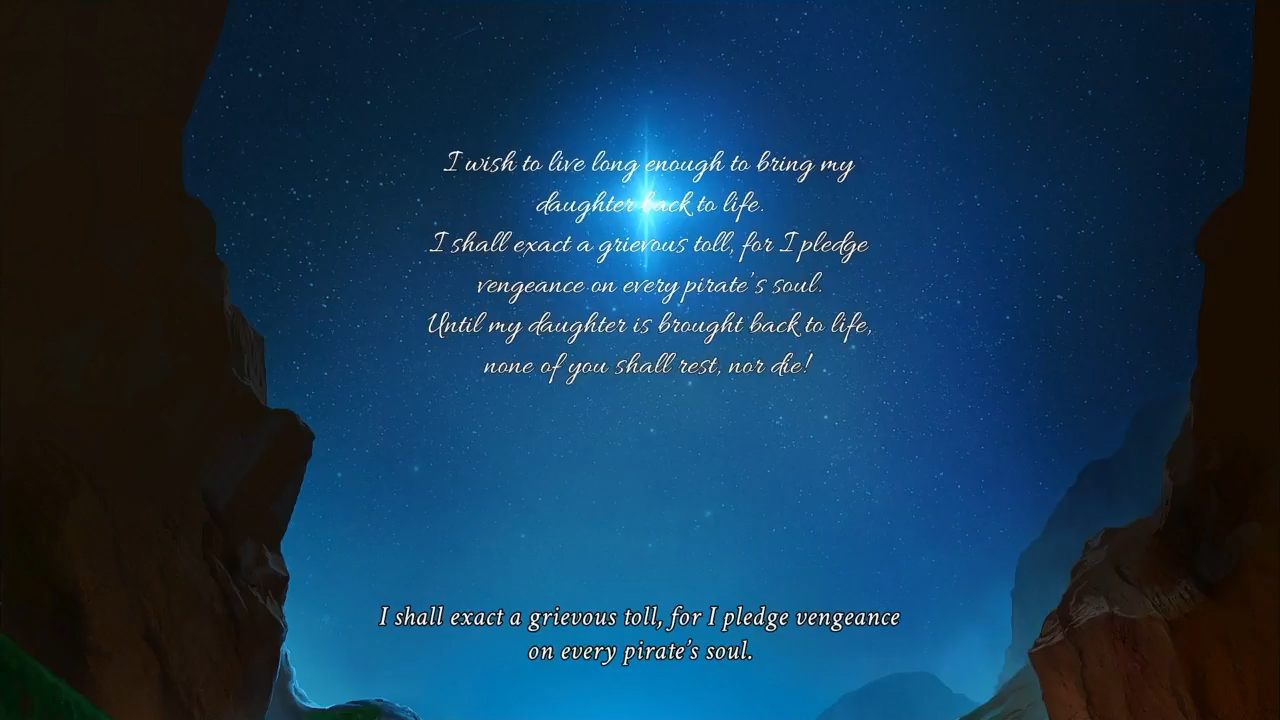 I wish to live long enough to bring my
daughter back to life.
I shall exact a grievous toll, for I pledge
vengeance on every pirate's soul.
Until my daughter is brought back to life,
none of you shall rest, nor die!
I shall exact a grievous toll, for I pledge vengeance
on every pirate's soul.